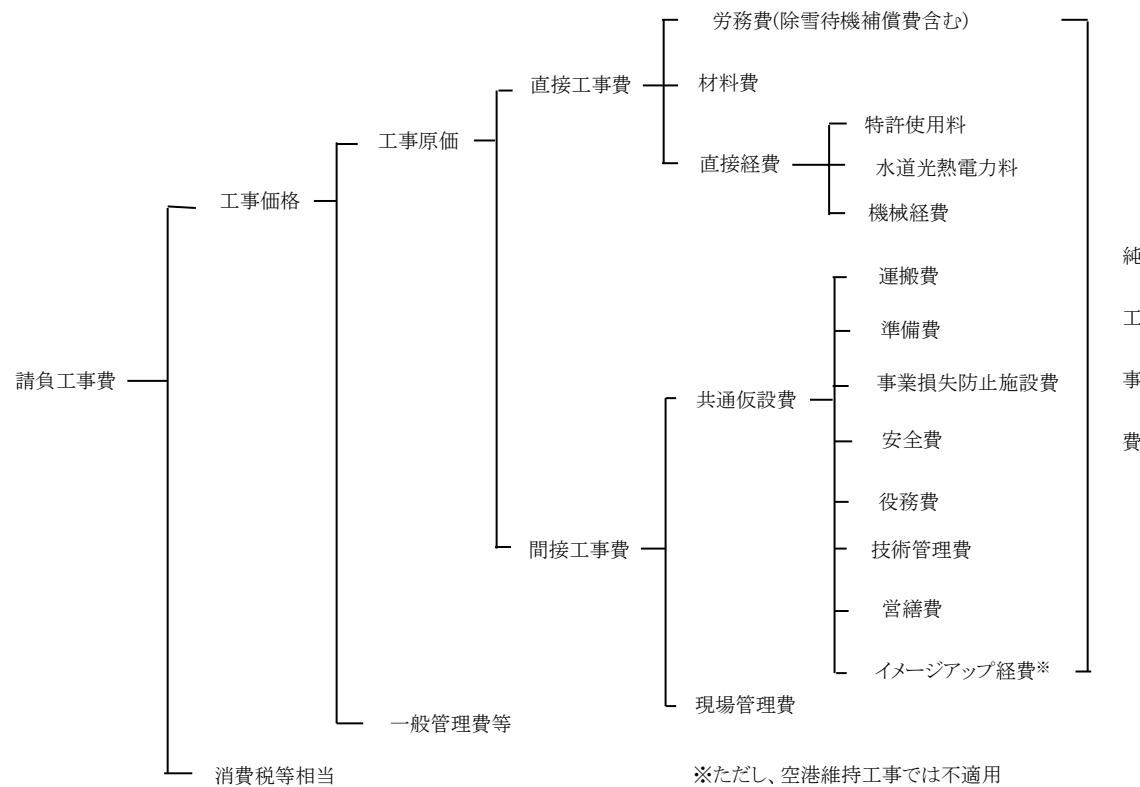 労務費(除雪待機補償費含む)
直接工事費
材料費
工事原価
特許使用料
直接経費
水道光熱電力料
工事価格
機械経費
純工事費
運搬費
準備費
請負工事費
共通仮設費
事業損失防止施設費
安全費
役務費
間接工事費
技術管理費
営繕費
イメージアップ経費※
現場管理費
一般管理費等
消費税等相当
※ただし、空港維持工事では不適用